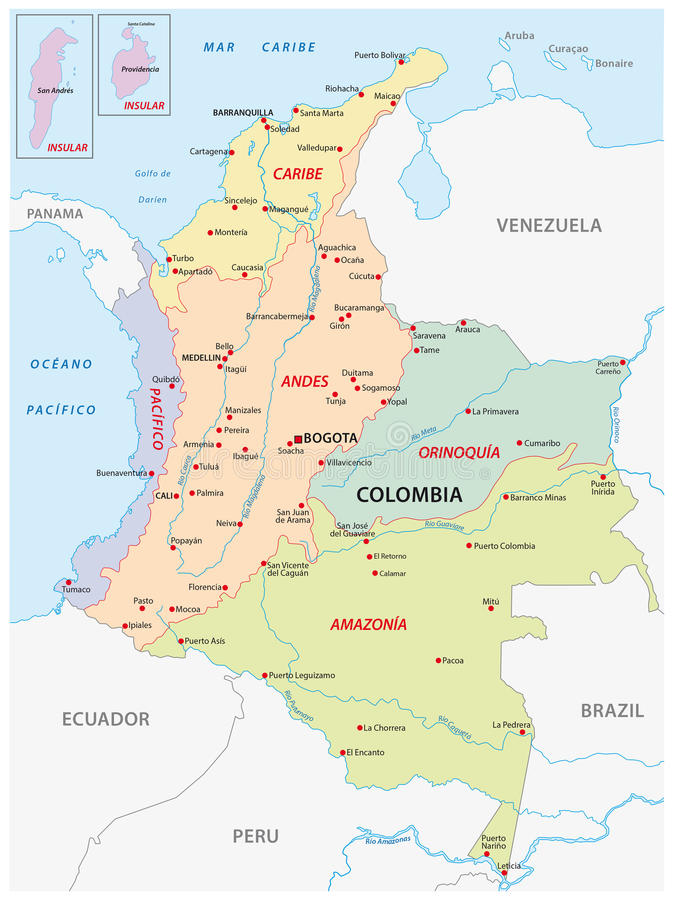 Santa Catalina
Providencia
San Andrés
INSULAR
INSULAR
MAR CARIBE
Aruba
Curaçao
Bonaire
Puerto Bolivar
Riohacha
Maicao
Santa Marta
BARRANQUILLA
Soledad
Valledupar
Cartagena
CARIBE
Golfo de
Daríen
Sincelejo
Magangué
PANAMA
VENEZUELA
Montería
Aguachica
Ocaña
Turbo
Apartadó
Caucasia
Cúcuta
Río Magdalena
Bucaramanga
Barrancabermeja
Girón
Saravena
Arauca
Tame
Bello
MEDELLIN
Itagüí
OCÉANO
PACÍFICO
Puerto
Carreño
Quibdó
PACÍFICO
ANDES
Duitama
Sogamoso
Tunja
Yopal
Manizales
La Primavera
Río Meta
Río Orinoco
Pereira
Armenia
Ibagué
BOGOTA
Soacha
Cumaribo
ORINOQUÍA
Villavicencio
Buenaventura
Tuluá
Río Cauca
Río Magdalena
dreamstime.com
CALI
Palmira
COLOMBIA
Puerto
Inírida
Barranco Minas
San Juan
de Arama
Neiva
San José
del Guaviare
Río Guaviare
Popayán
Puerto Colombia
El Retorno
Calamar
San Vicente
del Caguán
Tumaco
Florencia
Pasto
Mocoa
Mitú
Ipiales
AMAZONÍA
Puerto Asís
Pacoa
Puerto Leguizamo
Río Putumayo
ECUADOR
BRAZIL
La Chorrera
Río Caquetá
La Pedrera
El Encanto
PERU
Río Amazonas
Puerto
Nariño
Leticia